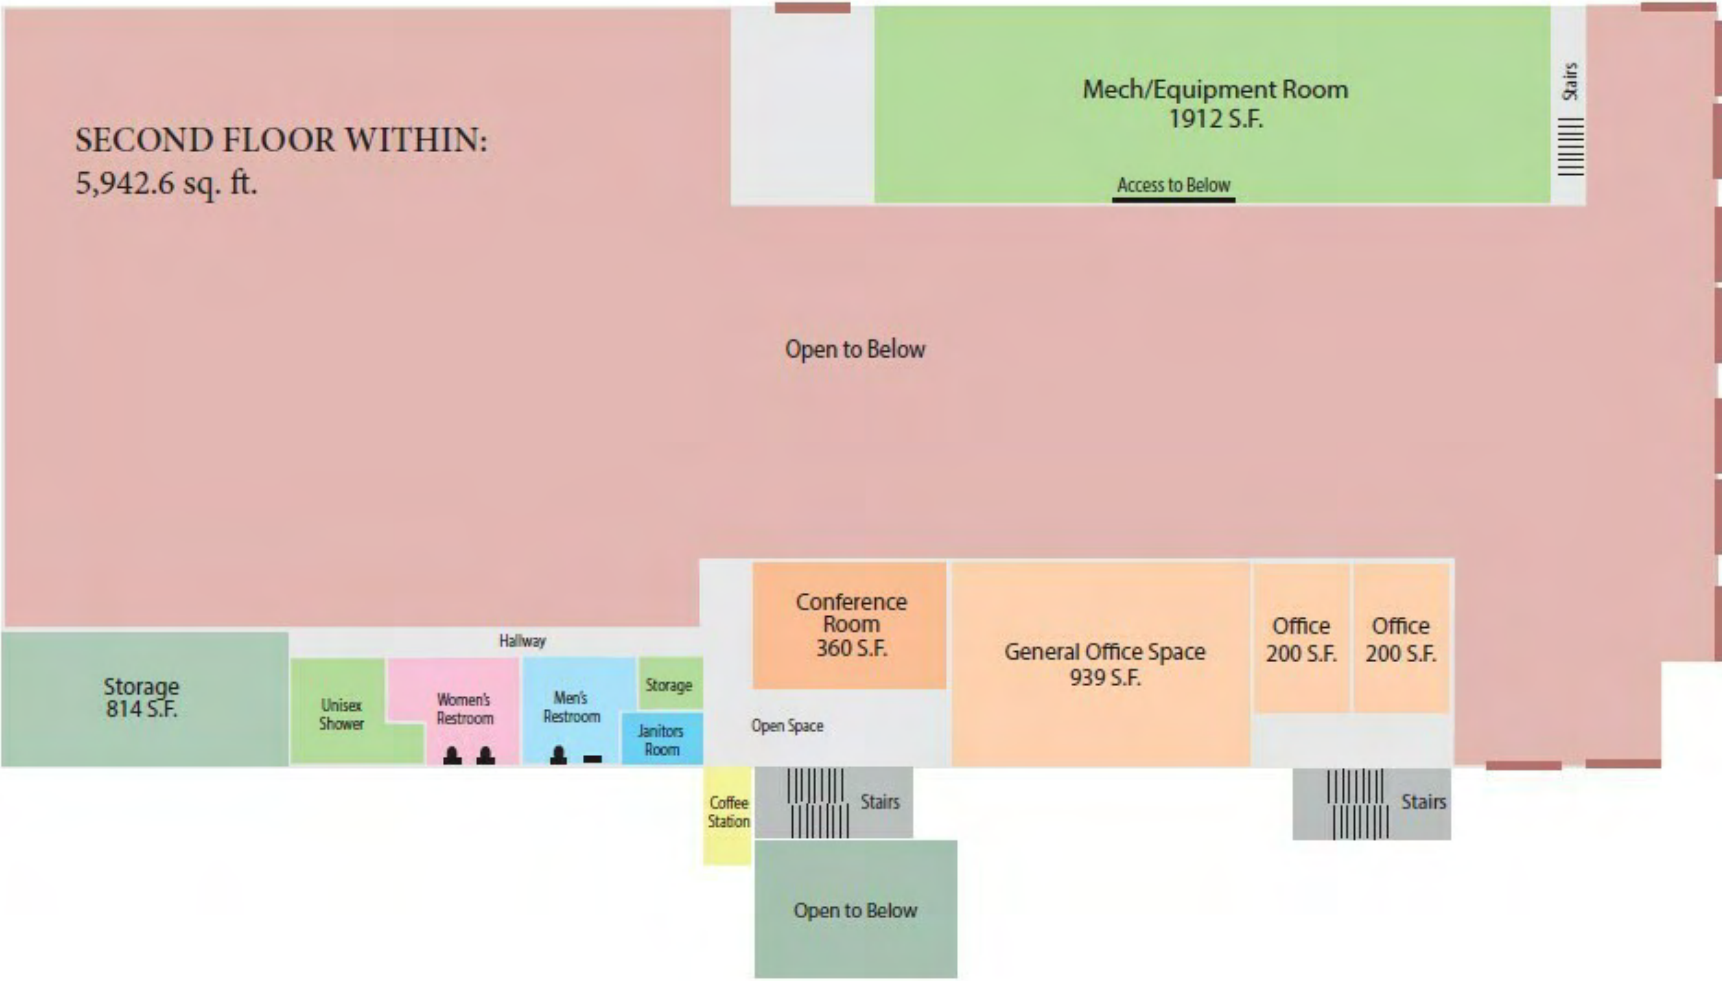 SECOND FLOOR WITHIN:
5,942.6 sq. ft.
Mech/Equipment Room
1912 S.F.
Access to Below
Stairs
Open to Below
Hallway
Storage
814 S.F.
Unisex
Shower
Women's
Restroom
Men's
Restroom
Storage
Janitors
Room
Conference
Room
360 S.F.
Open Space
General Office Space
939 S.F.
Office
200 S.F.
Office
200 S.F.
Coffee
Station
Stairs
Stairs
Open to Below